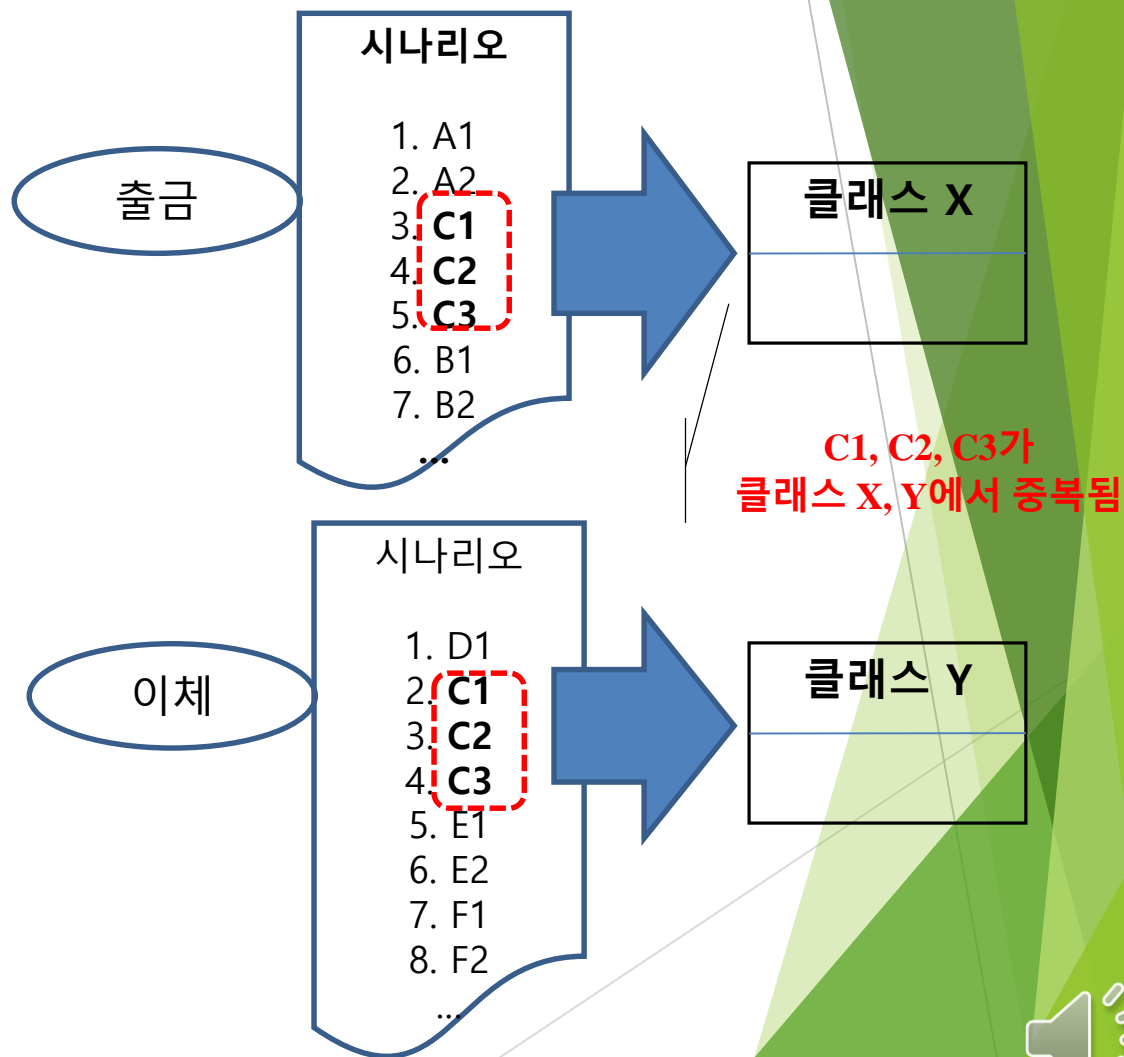 시나리오
1. A1
2. A2
3. C1
4. C2
5. C3
6. B1
7. B2
...
출금
클래스 X
C1, C2, C3가
클래스 X, Y에서 중복됨
시나리오
1. D1
2. C1
3. C2
4. C3
5. E1
6. E2
7. F1
8. F2
...
이체
클래스 Y